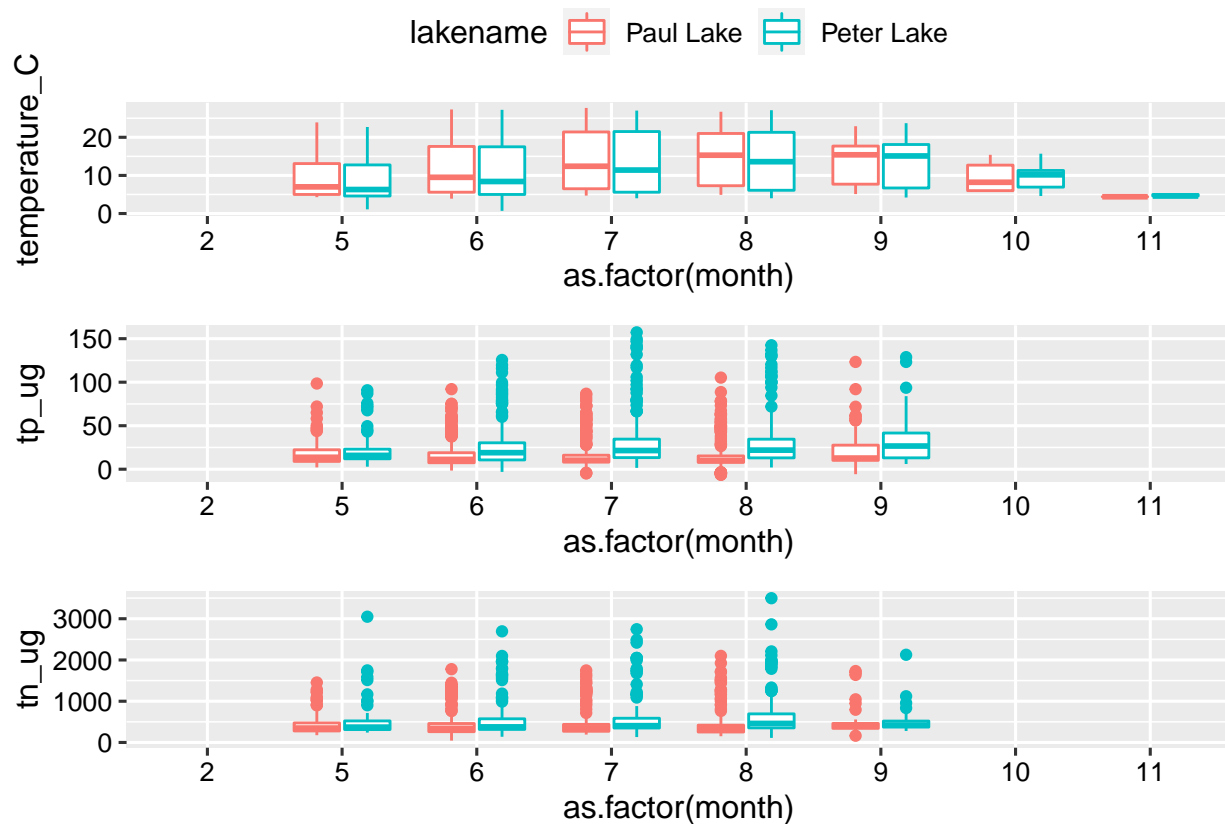 lakename Paul Lake Peter Lake
temperature_C
20
10
0
2 5 6 7 8 9 10 11
as.factor(month)
tp_ug
150
100
50
0
2 5 6 7 8 9 10 11
as.factor(month)
tn_ug
3000
2000
1000
0
2 5 6 7 8 9 10 11
as.factor(month)